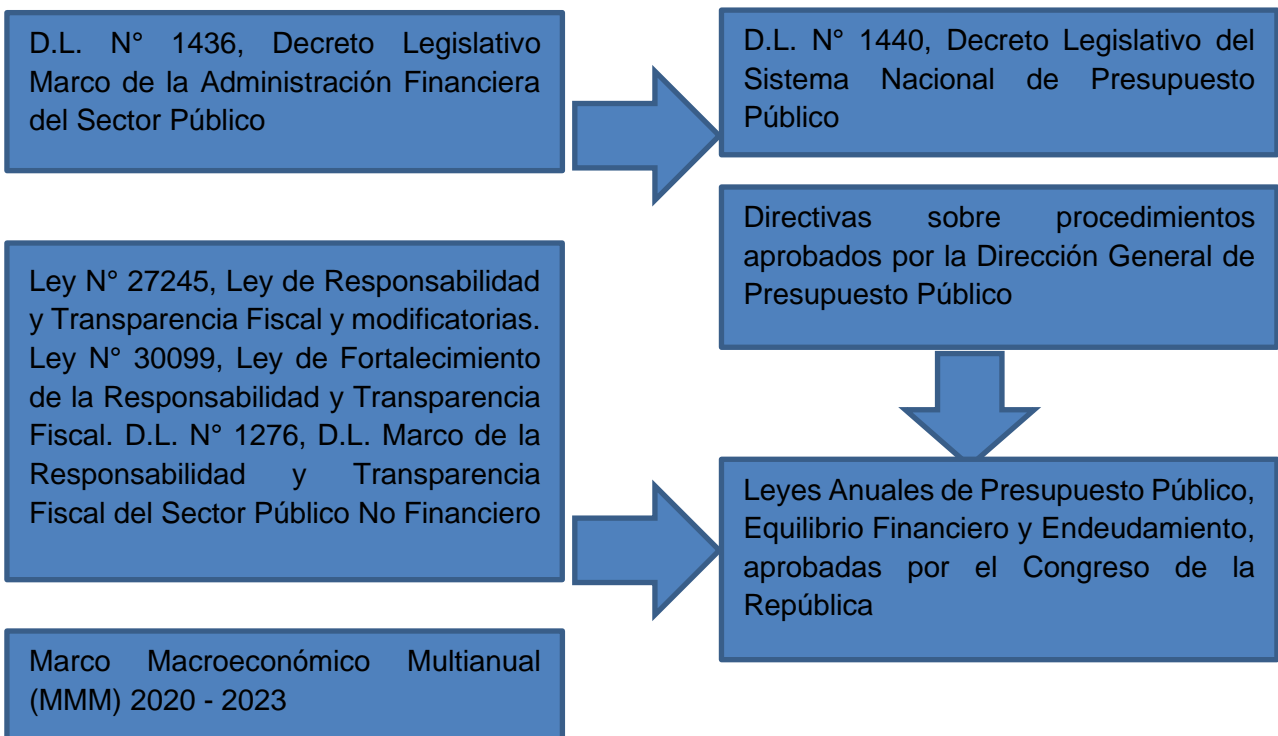 D.L. N° 1436, Decreto Legislativo
Marco de la Administración Financiera
del Sector Público
D.L. N° 1440, Decreto Legislativo del
Sistema Nacional de Presupuesto
Público
Directivas sobre procedimientos
aprobados por la Dirección General de
Presupuesto Público
Ley N° 27245, Ley de Responsabilidad
y Transparencia Fiscal y modificatorias.
Ley N° 30099, Ley de Fortalecimiento
de la Responsabilidad y Transparencia
Fiscal. D.L. N° 1276, D.L. Marco de la
Responsabilidad y Transparencia
Fiscal del Sector Público No Financiero
Leyes Anuales de Presupuesto Público,
Equilibrio Financiero y Endeudamiento,
aprobadas por el Congreso de la
República
Marco Macroeconómico Multianual
(MMM) 2020 - 2023